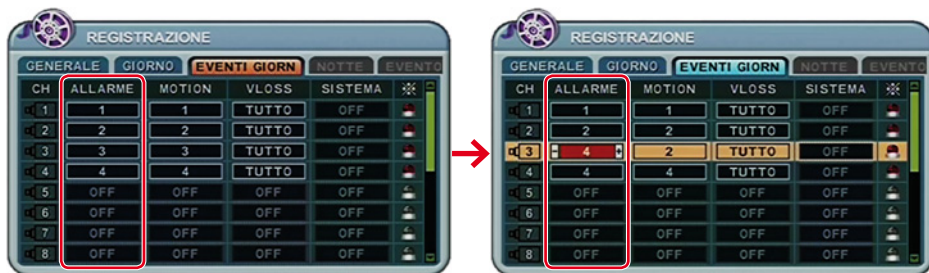 REGISTRAZIONE
GENERALE GIORNO EVENTI GIORN NOTTE EVENTO
CH ALLARME MOTION VLOSS SISTEMA
1 1 1 TUTTO OFF
2 2 2 TUTTO OFF
3 3 3 TUTTO OFF
4 4 4 TUTTO OFF
5 OFF OFF OFF OFF
6 OFF OFF OFF OFF
7 OFF OFF OFF OFF
8 OFF OFF OFF OFF
REGISTRAZIONE
GENERALE GIORNO EVENTI GIORN NOTTE EVENTO
CH ALLARME MOTION VLOSS SISTEMA
1 1 1 TUTTO OFF
2 2 2 TUTTO OFF
3 - 4 + 2 TUTTO OFF
4 4 4 TUTTO OFF
5 OFF OFF OFF OFF
6 OFF OFF OFF OFF
7 OFF OFF OFF OFF
8 OFF OFF OFF OFF